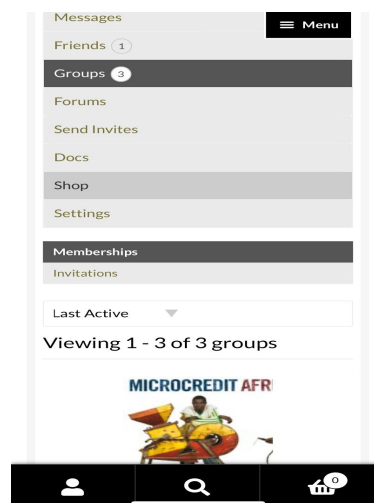 Messages
Menu
Friends 1
Groups 3
Forums
Send Invites
Docs
Shop
Settings
Memberships
Invitations
Last Active
Viewing 1 - 3 of 3 groups
MICROCREDIT AFR
0